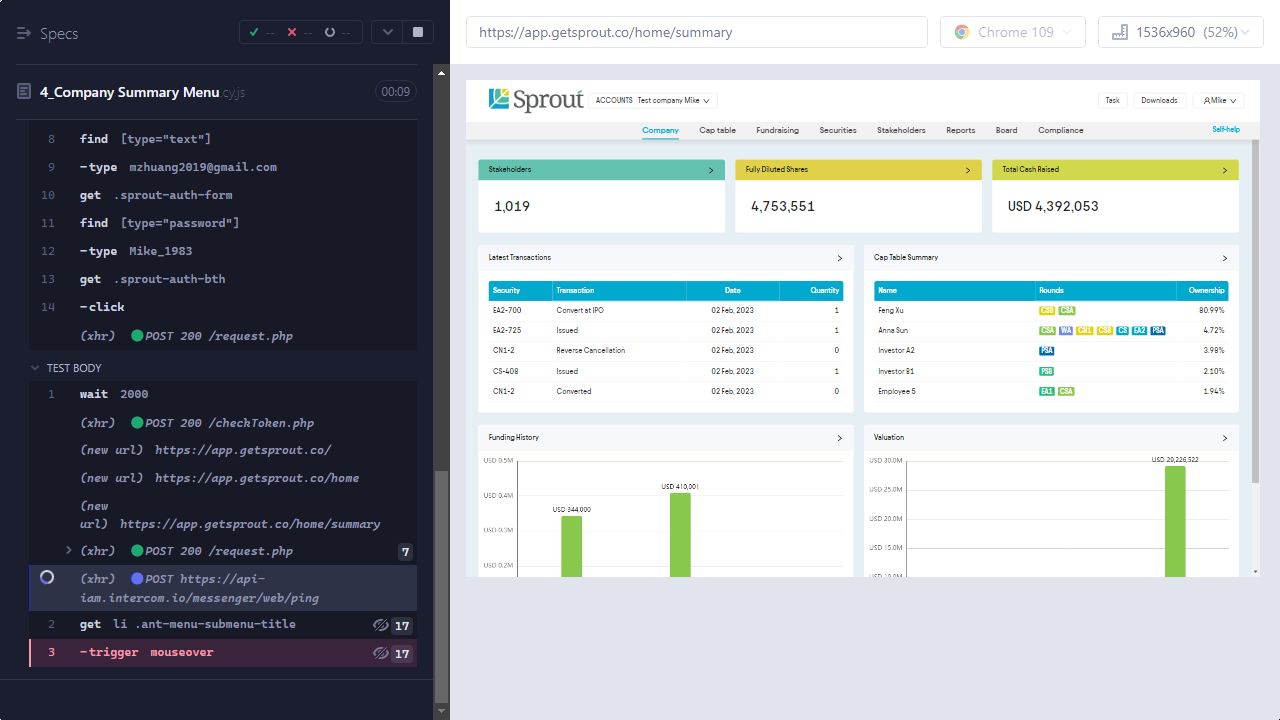 Specs
-- -- --
4_Company Summary Menu.cy.js
00:09
8 find [type="text"]
9 -type mzhuang2019@gmail.com
10 get .sprout-auth-form
11 find [type="password"]
12 -type Mike_1983
13 get .sprout-auth-bth
14 -click
(xhr) POST 200 /request.php
TEST BODY
1 wait 2000
(xhr) POST 200 /checkToken.php
(new url) https://app.getsprout.co/
(new url) https://app.getsprout.co/home
(new
url) https://app.getsprout.co/home/summary
(xhr) POST 200 /request.php 7
(xhr) POST https://api-
iam.intercom.io/messenger/web/ping
2 get li .ant-menu-submenu-title 17
3 -trigger mouseover 17
https://app.getsprout.co/home/summary
Chrome 109
1536x960 (52%)
Sprout ACCOUNTS Test company Mike
Task Downloads Mike
Company Cap table Fundraising Securities Stakeholders Reports Board Compliance Self-help
Stakeholders
1,019
Fully Diluted Shares
4,753,551
Total Cash Raised
USD 4,392,053
Latest Transactions
Security Transaction Date Quantity
EA2-700 Convert at IPO 02 Feb, 2023 1
EA2-725 Issued 02 Feb, 2023 1
CN1-2 Reverse Cancellation 02 Feb, 2023 0
CS-408 Issued 02 Feb, 2023 1
CN1-2 Converted 02 Feb, 2023 0
Cap Table Summary
Name Rounds Ownership
Feng Xu CSB CSA 80.99%
Anna Sun CSA WA CN1 CSB CS EA2 PSA 4.72%
Investor A2 PSA 3.98%
Investor B1 PSB 2.10%
Employee 5 EA1 CSA 1.94%
Funding History
USD 0.5M
USD 0.4M
USD 0.3M
USD 0.2M
USD 344,000
USD 410,001
Valuation
USD 30.0M
USD 25.0M
USD 20.0M
USD 15.0M
USD 10.0M
USD 29,226,522